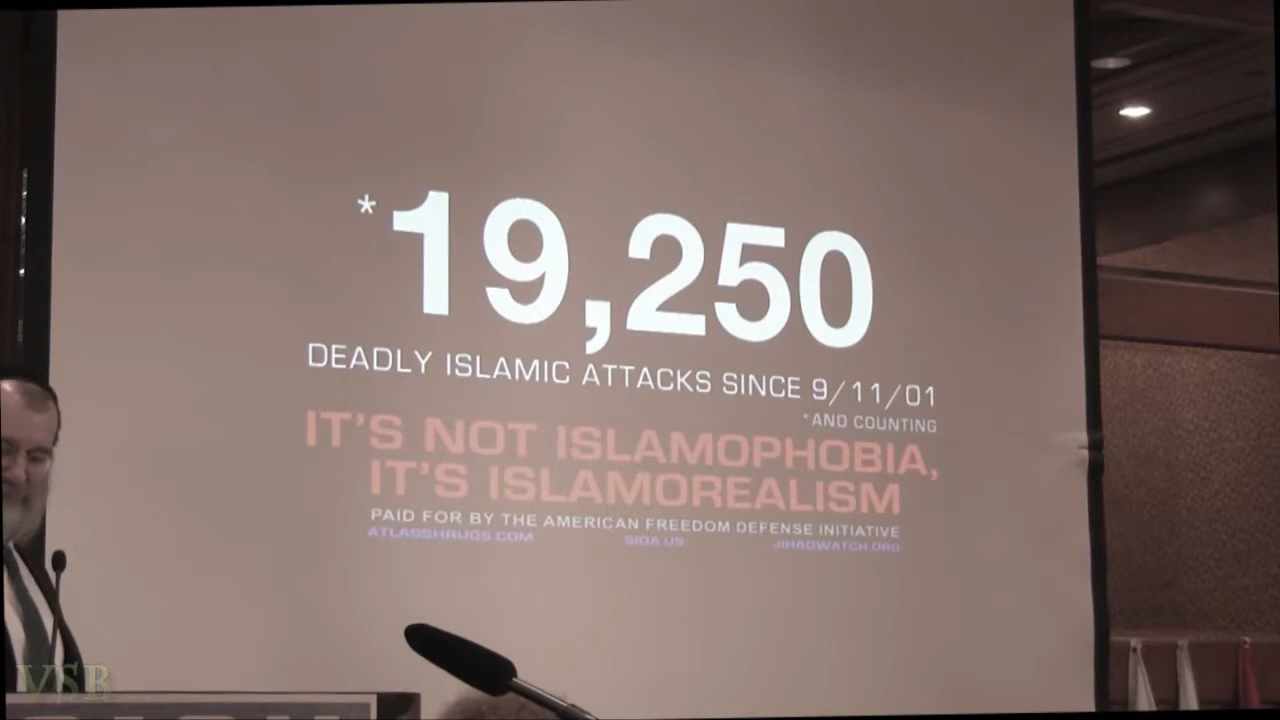 *19,250
DEADLY ISLAMIC ATTACKS SINCE 9/11/01
*AND COUNTING
IT'S NOT ISLAMOPHOBIA,
IT'S ISLAMOREALISM
PAID FOR BY THE AMERICAN FREEDOM DEFENSE INITIATIVE
ATLASSHRUGS.COM SIOA.US JIHADWATCH.ORG
VSB